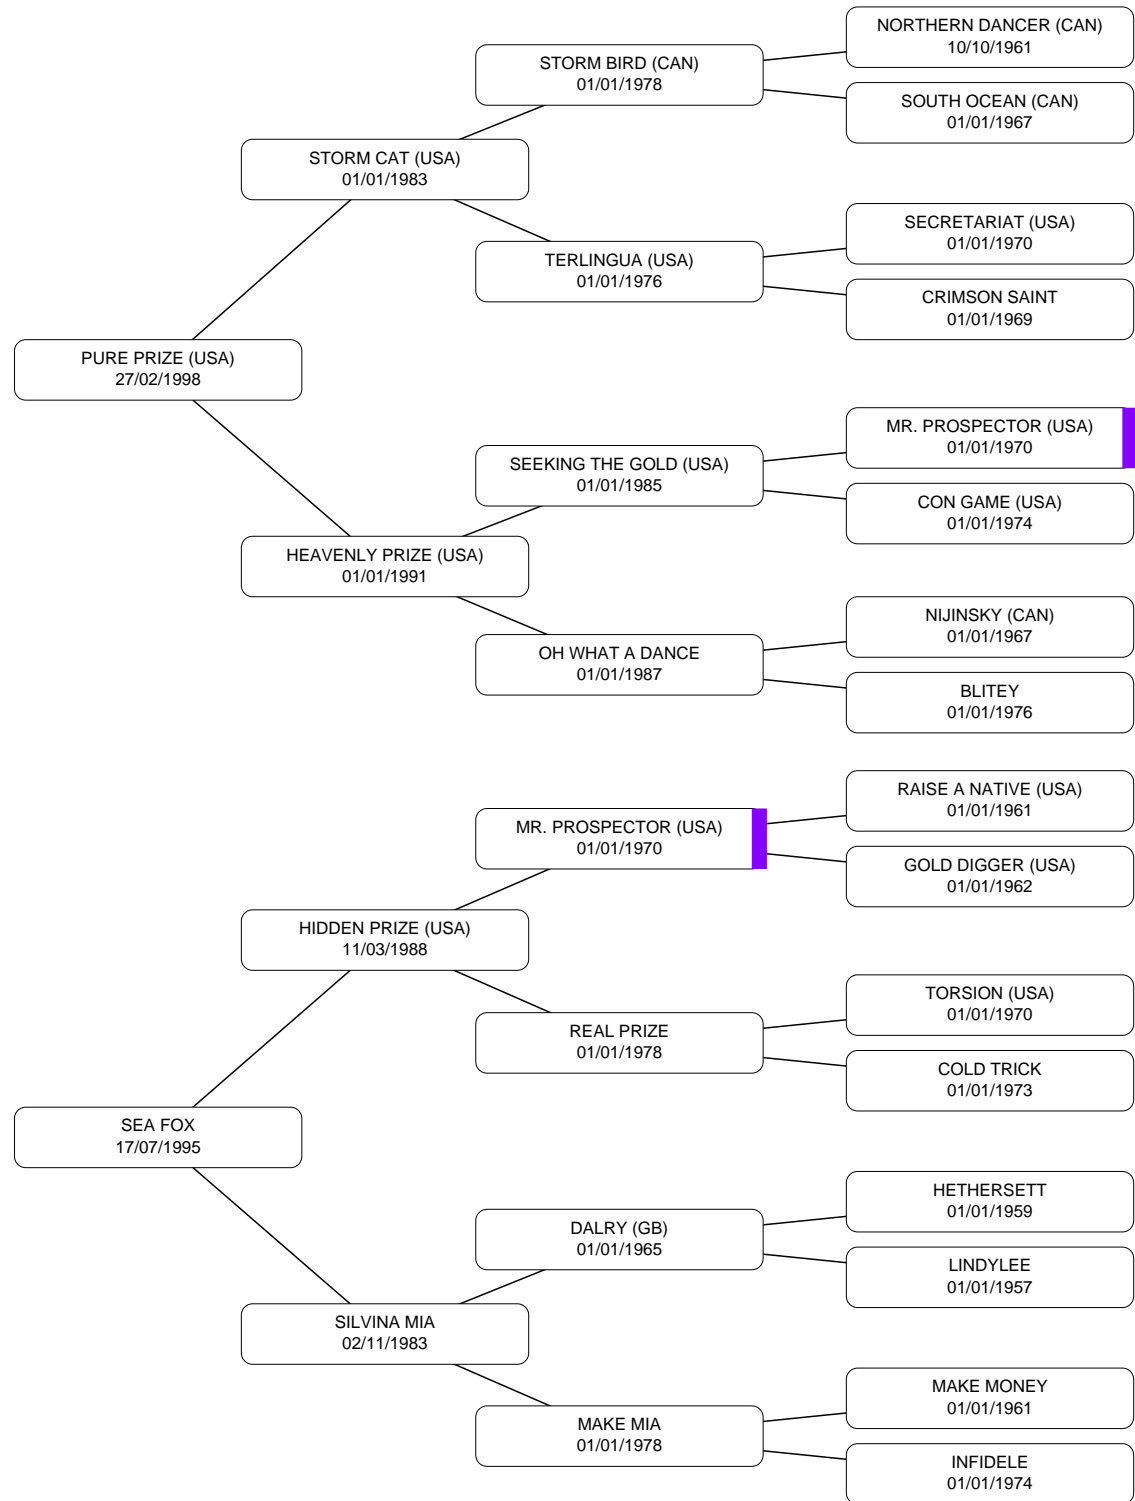 NORTHERN DANCER (CAN)
10/10/1961
STORM BIRD (CAN)
01/01/1978
SOUTH OCEAN (CAN)
01/01/1967
STORM CAT (USA)
01/01/1983
SECRETARIAT (USA)
01/01/1970
TERLINGUA (USA)
01/01/1976
CRIMSON SAINT
01/01/1969
PURE PRIZE (USA)
27/02/1998
MR. PROSPECTOR (USA)
01/01/1970
SEEKING THE GOLD (USA)
01/01/1985
CON GAME (USA)
01/01/1974
HEAVENLY PRIZE (USA)
01/01/1991
NIJINSKY (CAN)
01/01/1967
OH WHAT A DANCE
01/01/1987
BLITEY
01/01/1976
RAISE A NATIVE (USA)
01/01/1961
MR. PROSPECTOR (USA)
01/01/1970
GOLD DIGGER (USA)
01/01/1962
HIDDEN PRIZE (USA)
11/03/1988
TORSION (USA)
01/01/1970
REAL PRIZE
01/01/1978
COLD TRICK
01/01/1973
SEA FOX
17/07/1995
HETHERSETT
01/01/1959
DALRY (GB)
01/01/1965
LINDYLEE
01/01/1957
SILVINA MIA
02/11/1983
MAKE MONEY
01/01/1961
MAKE MIA
01/01/1978
INFIDELE
01/01/1974